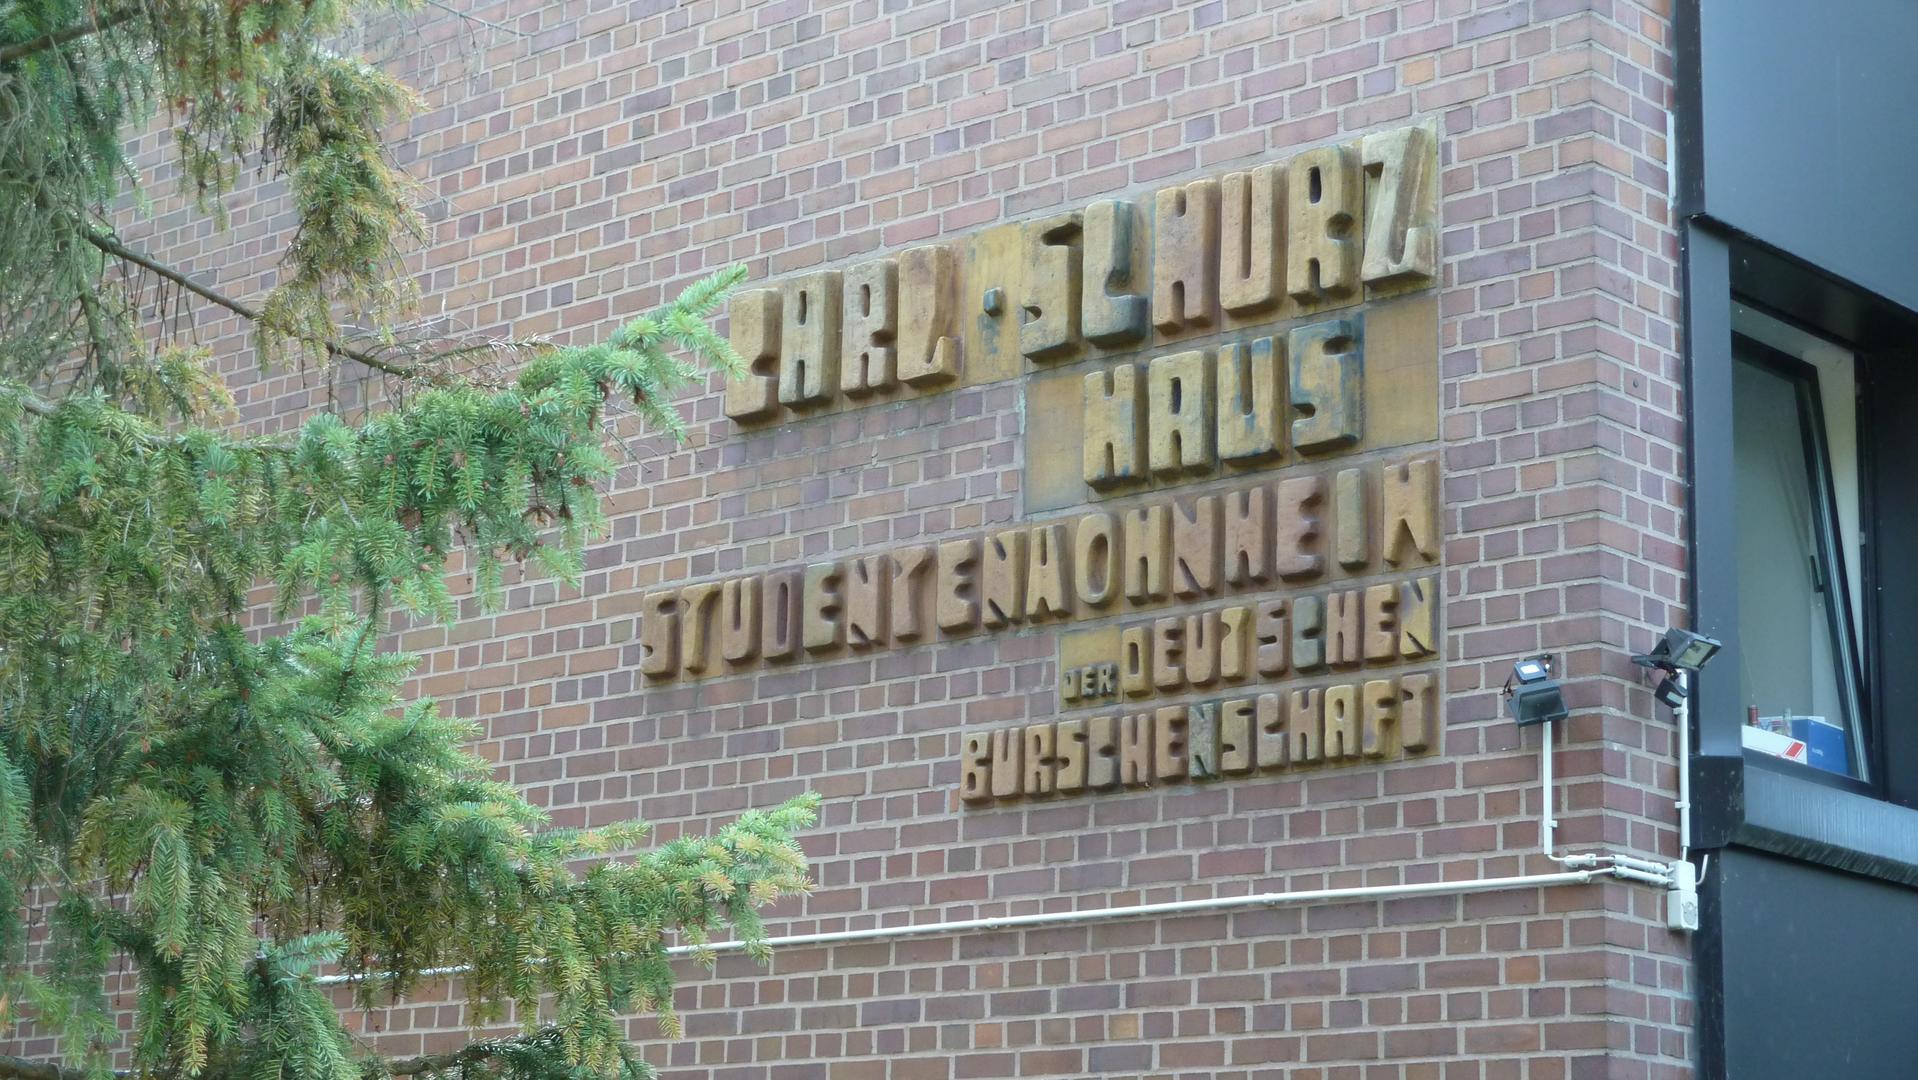 CARL·SCHURZ
HAUS
STUDENTENWOHNHEIM
DER DEUTSCHEN
BURSCHENSCHAFT